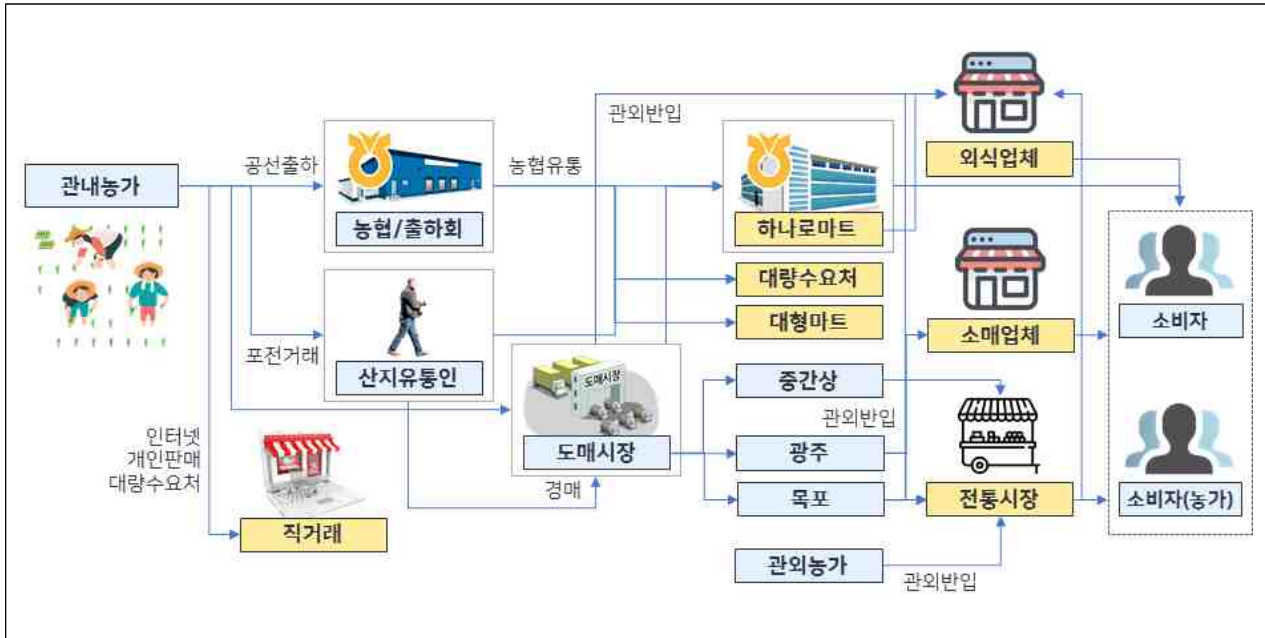 관외반입
외식업체
공선출하
농협유통
관내농가
농협/출하회
하나로마트
대량수요처
소매업체
소비자
대형마트
포전거래
산지유통인
도매시장
중간상
관외반입
인터넷
개인판매
대량수요처
도매시장
광주
경매
목포
전통시장
소비자(농가)
직거래
관외농가
관외반입